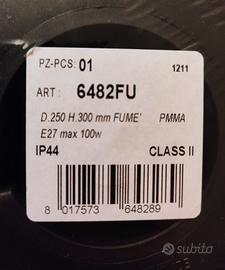 PZ-PCS: 01 1211
ART: 6482FU
D.250 H.300 mm FUME' PMMA
E27 max 100w
IP44 CLASS II
8 017573 648289 >
subito